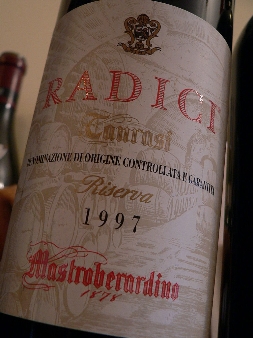 RADICI
Taurasi
DENOMINAZIONE DI ORIGINE CONTROLLATA E GARANTITA
Riserva
1997
Mastroberardino
1878